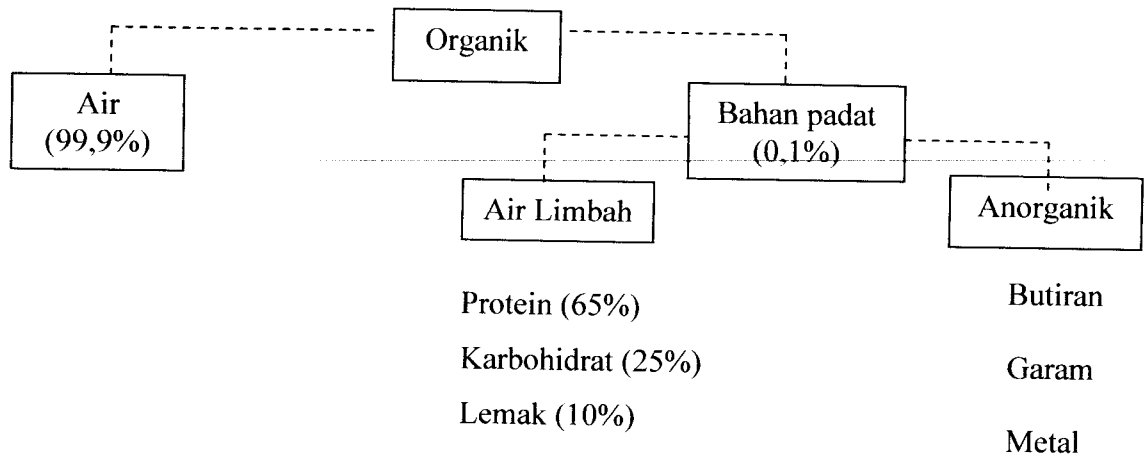 Organik
Air
(99,9%)
Bahan padat
(0,1%)
Air Limbah
Anorganik
Protein (65%)
Karbohidrat (25%)
Lemak (10%)
Butiran
Garam
Metal